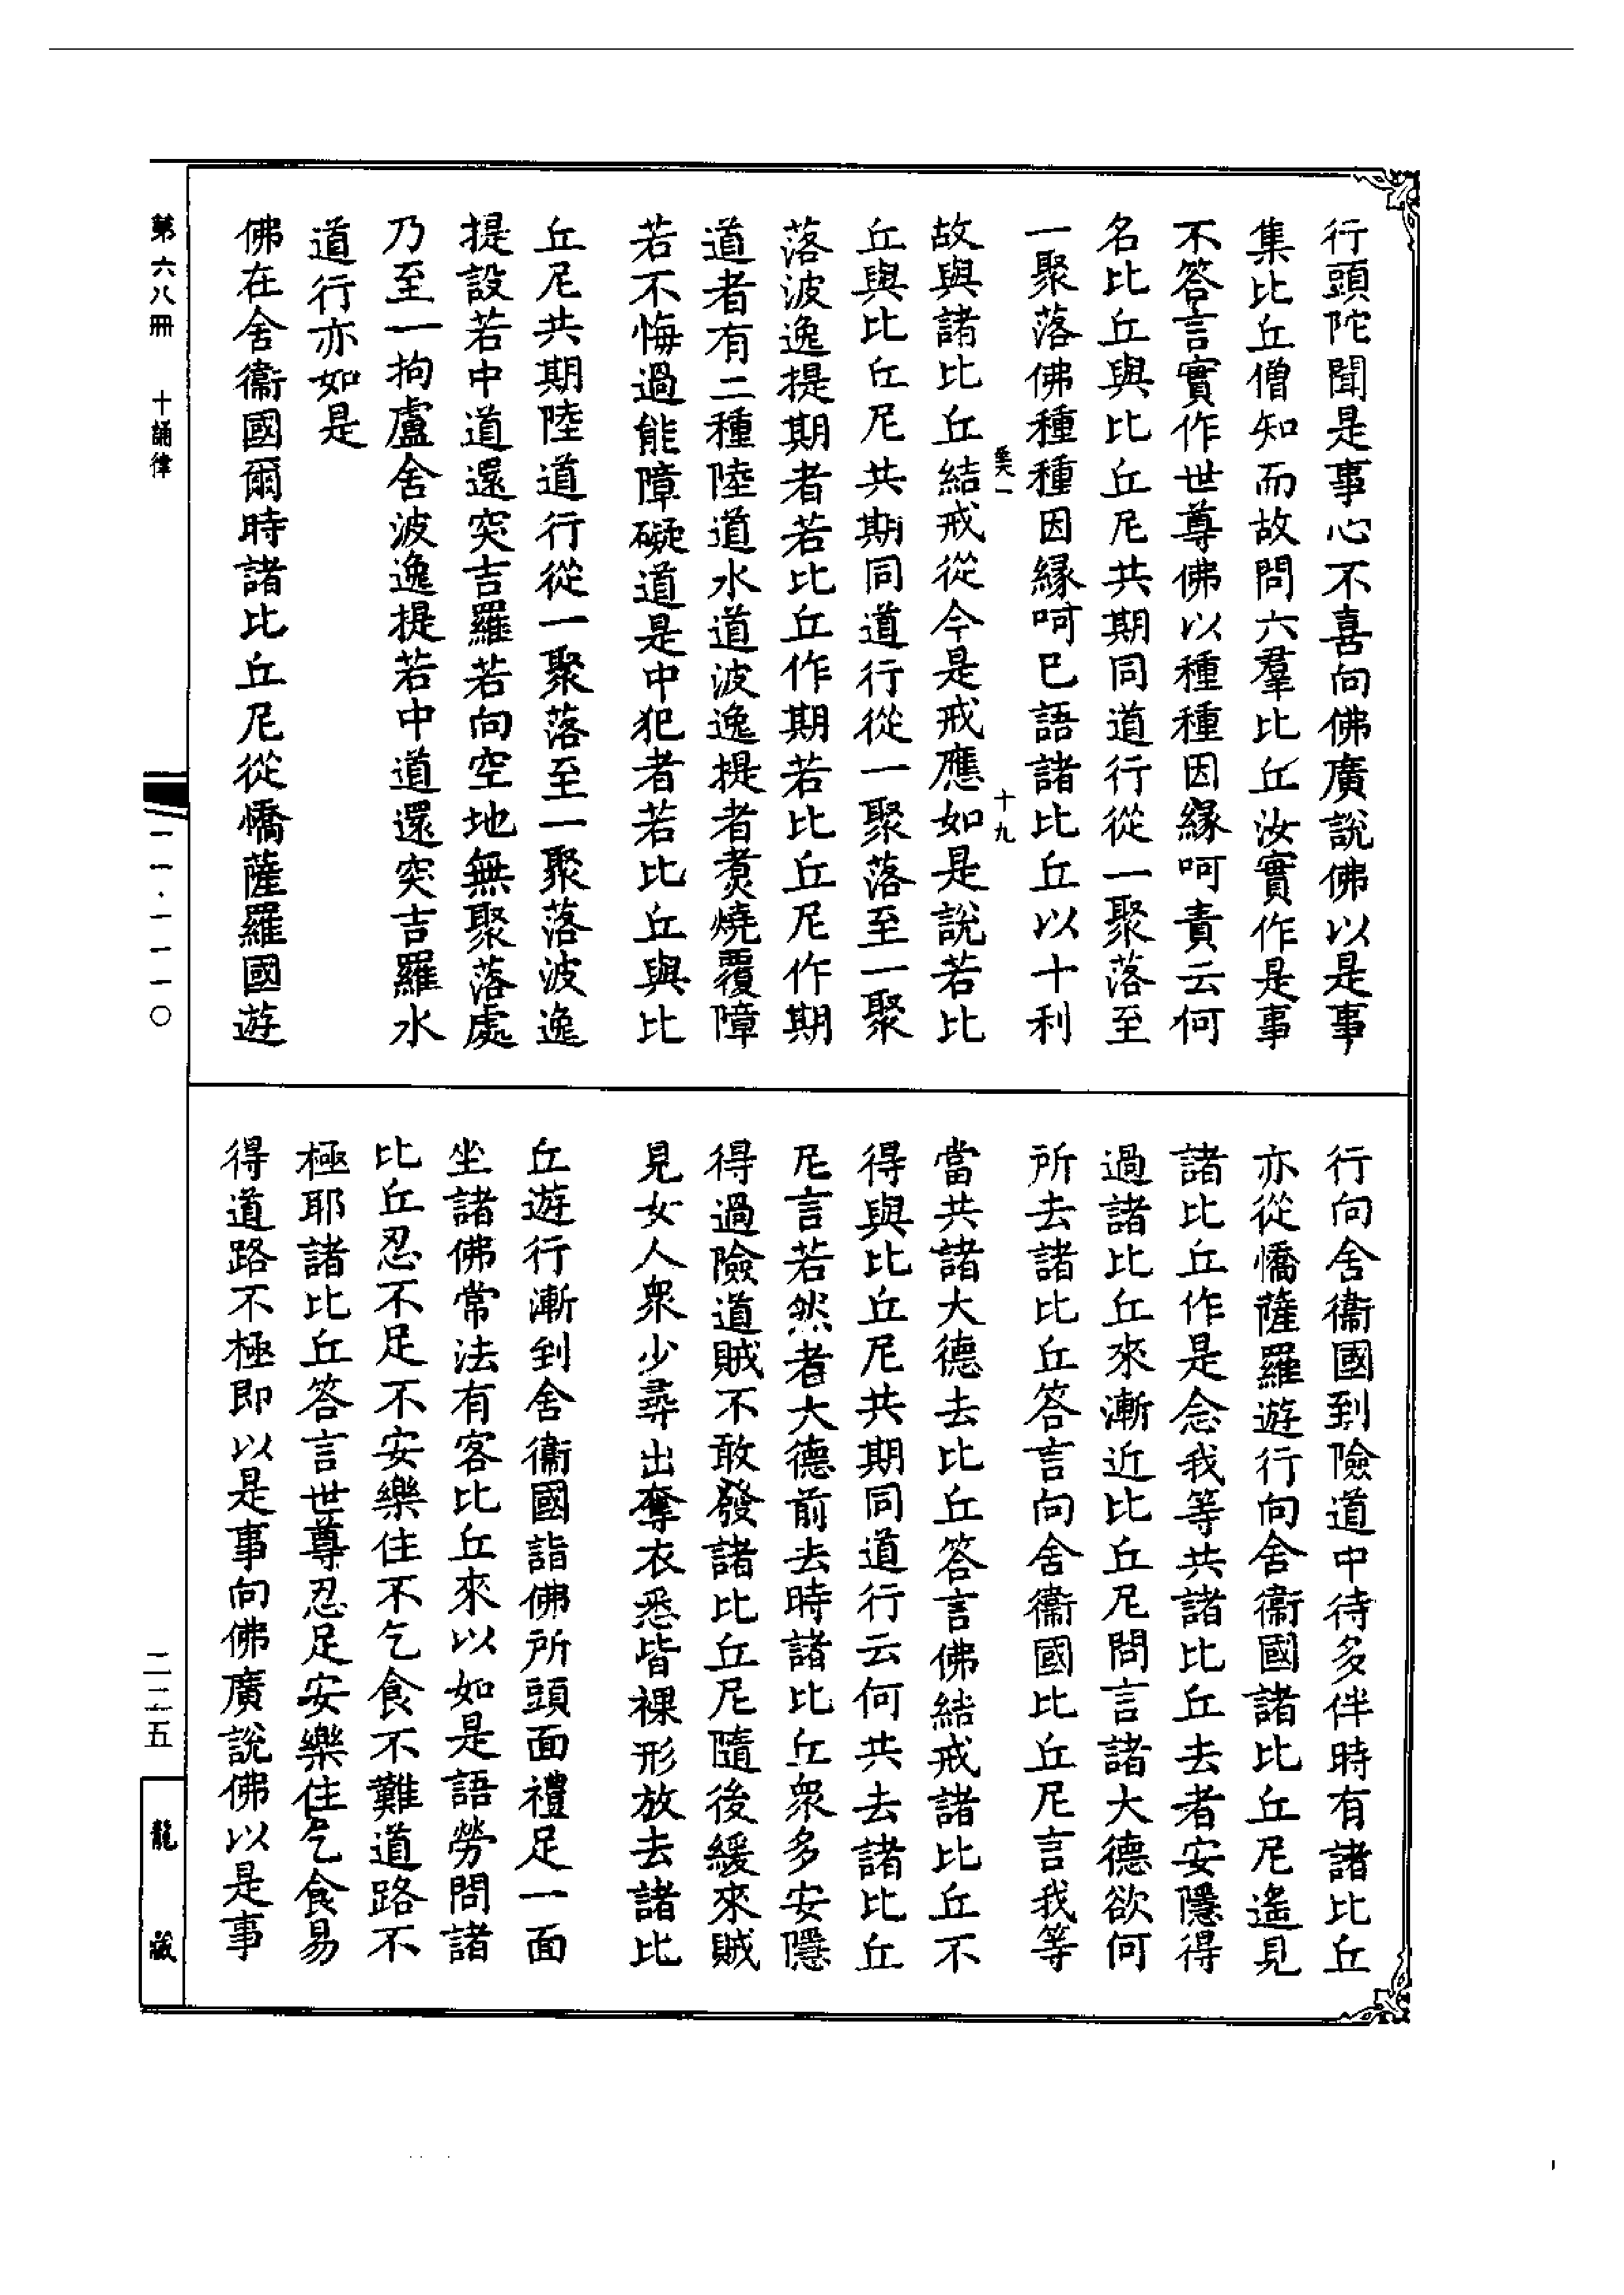 行頭陀聞是事心不喜向佛廣說佛以是事
集比丘僧知而故問六羣比丘汝實作是事
不答言實作世尊佛以種種因緣呵責云何
名比丘與比丘尼共期同道行從一聚落至
一聚落佛種種因緣呵已語諸比丘以十利
十九
故與諸比丘結戒從今是戒應如是說若比
丘與比丘尼共期同道行從一聚落至一聚
落波逸提期者若比丘作期若比丘尼作期
道者有二種陸道水道波逸提者煑燒覆障
若不悔過能障礙道是中犯者若比丘與比
丘尼共期陸道行從一聚落至一聚落波逸
提設若中道還突吉羅若向空地無聚落處
乃至一拘盧舍波逸提若中道還突吉羅水
道行亦如是
佛在舍衞國爾時諸比丘尼從憍薩羅國遊
行向舍衞國到險道中待多伴時有諸比丘
亦從憍薩羅遊行向舍衞國諸比丘尼遙見
諸比丘作是念我等共諸比丘去者安隱得
過諸比丘來漸近比丘尼問言諸大德欲何
所去諸比丘答言向舍衞國比丘尼言我等
當共諸大德去比丘答言佛結戒諸比丘不
得與比丘尼共期同道行云何共去諸比丘
尼言若然者大德前去時諸比丘衆多安隱
得過險道賊不敢發諸比丘尼隨後緩來賊
見女人衆少尋出奪衣悉皆裸形放去諸比
丘遊行漸到舍衞國詣佛所頭面禮足一面
坐諸佛常法有客比丘來以如是語勞問諸
比丘忍不足不安樂住不乞食不難道路不
極耶諸比丘答言世尊忍足安樂住乞食易
得道路不極即以是事向佛廣說佛以是事
第六八冊 十誦律
一一·一一一〇
二二五
龍藏